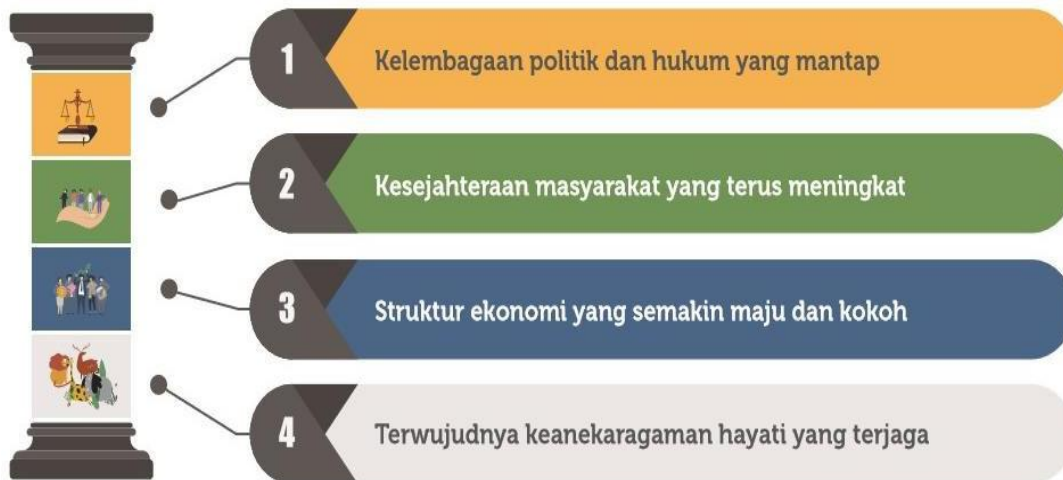 1
Kelembagaan politik dan hukum yang mantap
2
Kesejahteraan masyarakat yang terus meningkat
3
Struktur ekonomi yang semakin maju dan kokoh
4
Terwujudnya keanekaragaman hayati yang terjaga